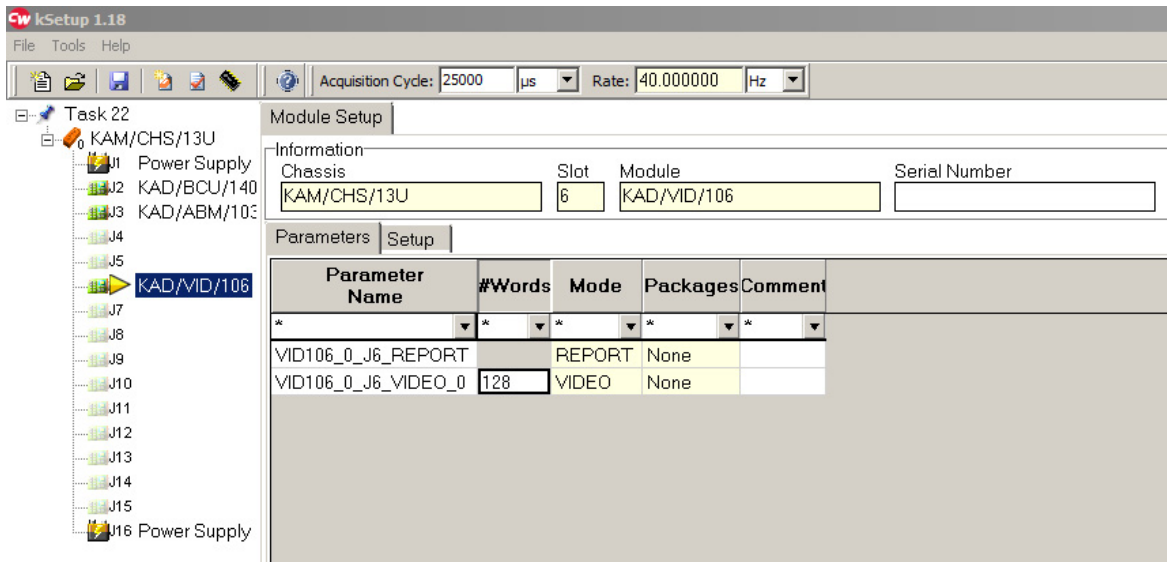 CW kSetup 1.18
File Tools Help
Acquisition Cycle: 25000 µs Rate: 40.000000 Hz
Task 22
0 KAM/CHS/13U
J1 Power Supply
J2 KAD/BCU/140
J3 KAD/ABM/103
J4
J5
KAD/VID/106
J7
J8
J9
J10
J11
J12
J13
J14
J15
J16 Power Supply
Module Setup
Information
Chassis Slot Module Serial Number
KAM/CHS/13U 6 KAD/VID/106
Parameters Setup
Parameter Name #Words Mode Packages Comment
* * * * *
VID106_0_J6_REPORT REPORT None
VID106_0_J6_VIDEO_0 128 VIDEO None